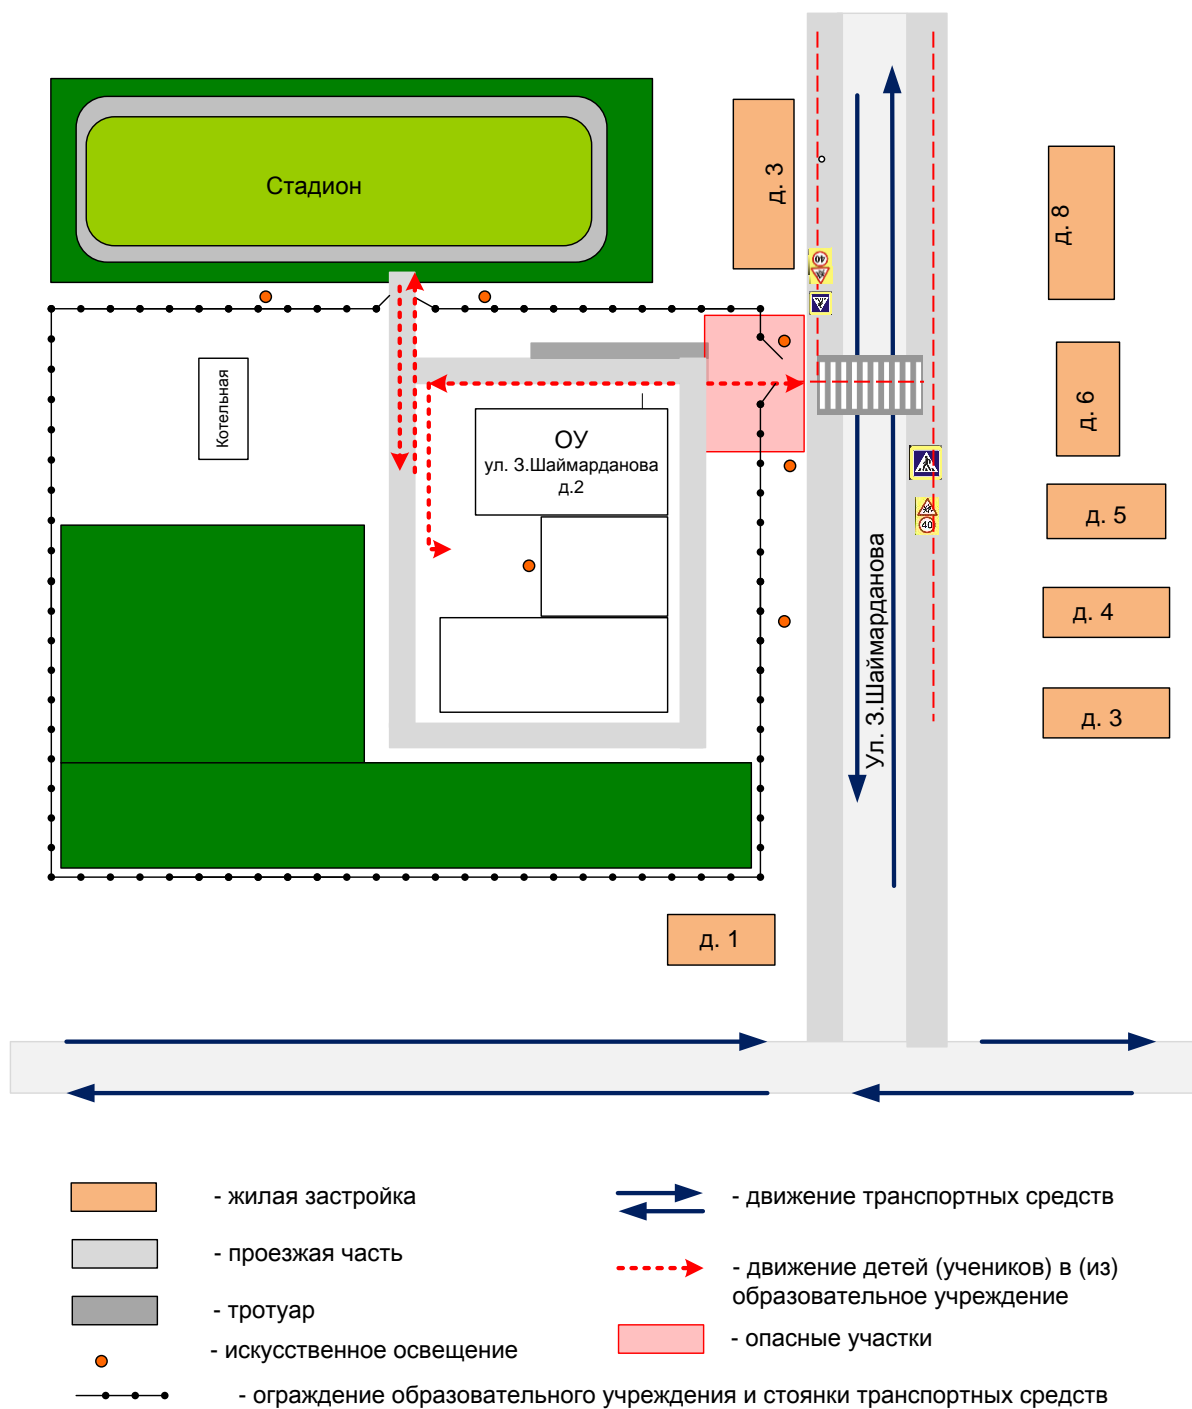 Стадион
д. 3
д. 8
40
Котельная
д. 6
ОУ
ул. З.Шаймарданова
д.2
40
д. 5
Ул. З.Шаймарданова
д. 4
д. 3
д. 1
- жилая застройка
- движение транспортных средств
- проезжая часть
- движение детей (учеников) в (из)
образовательное учреждение
- тротуар
- опасные участки
- искусственное освещение
- ограждение образовательного учреждения и стоянки транспортных средств